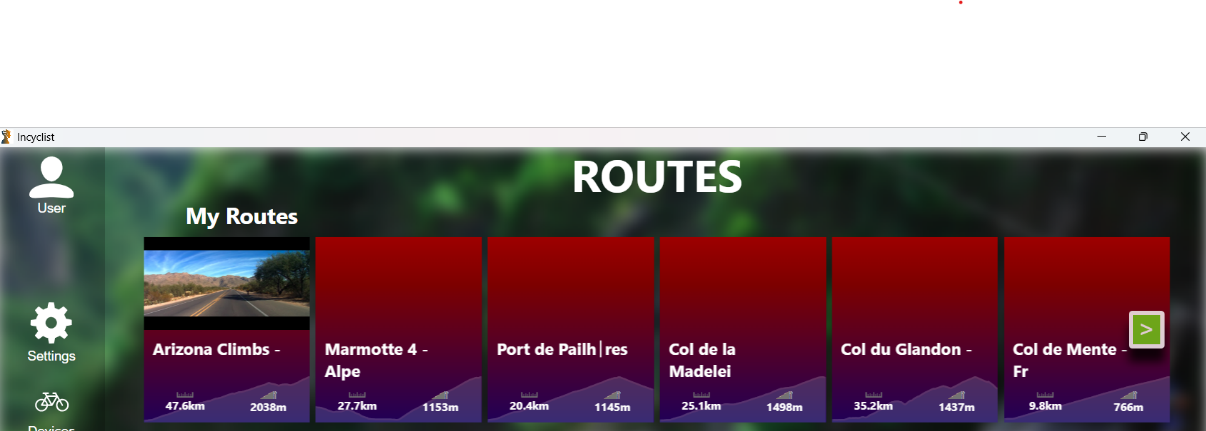 Incyclist
ROUTES
User
My Routes
Settings
Arizona Climbs -
47.6km 2038m
Marmotte 4 -
Alpe
27.7km 1153m
Port de Pailh│res
20.4km 1145m
Col de la
Madelei
25.1km 1498m
Col du Glandon -
35.2km 1437m
Col de Mente -
Fr
9.8km 766m
>
Devices